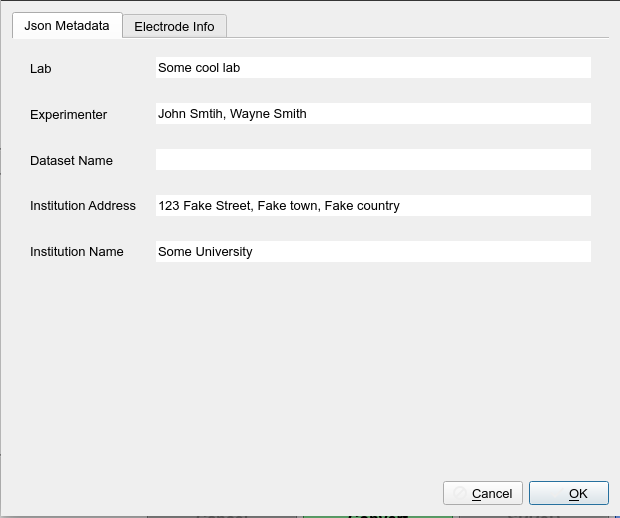 Json Metadata Electrode Info
Lab Some cool lab
Experimenter John Smtih, Wayne Smith
Dataset Name
Institution Address 123 Fake Street, Fake town, Fake country
Institution Name Some University
Cancel OK